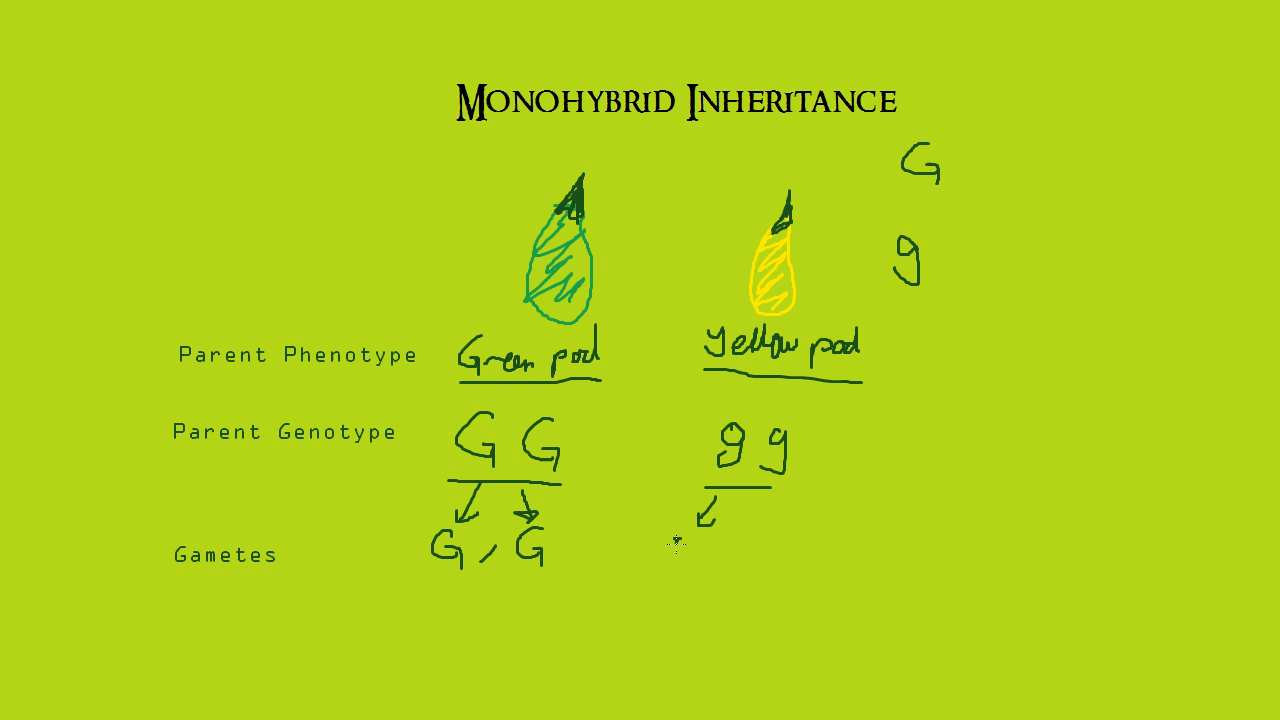 MONOHYBRID INHERITANCE
G
g
Parent Phenotype Green pod Yellow pod
Parent Genotype G G g g
Gametes G , G